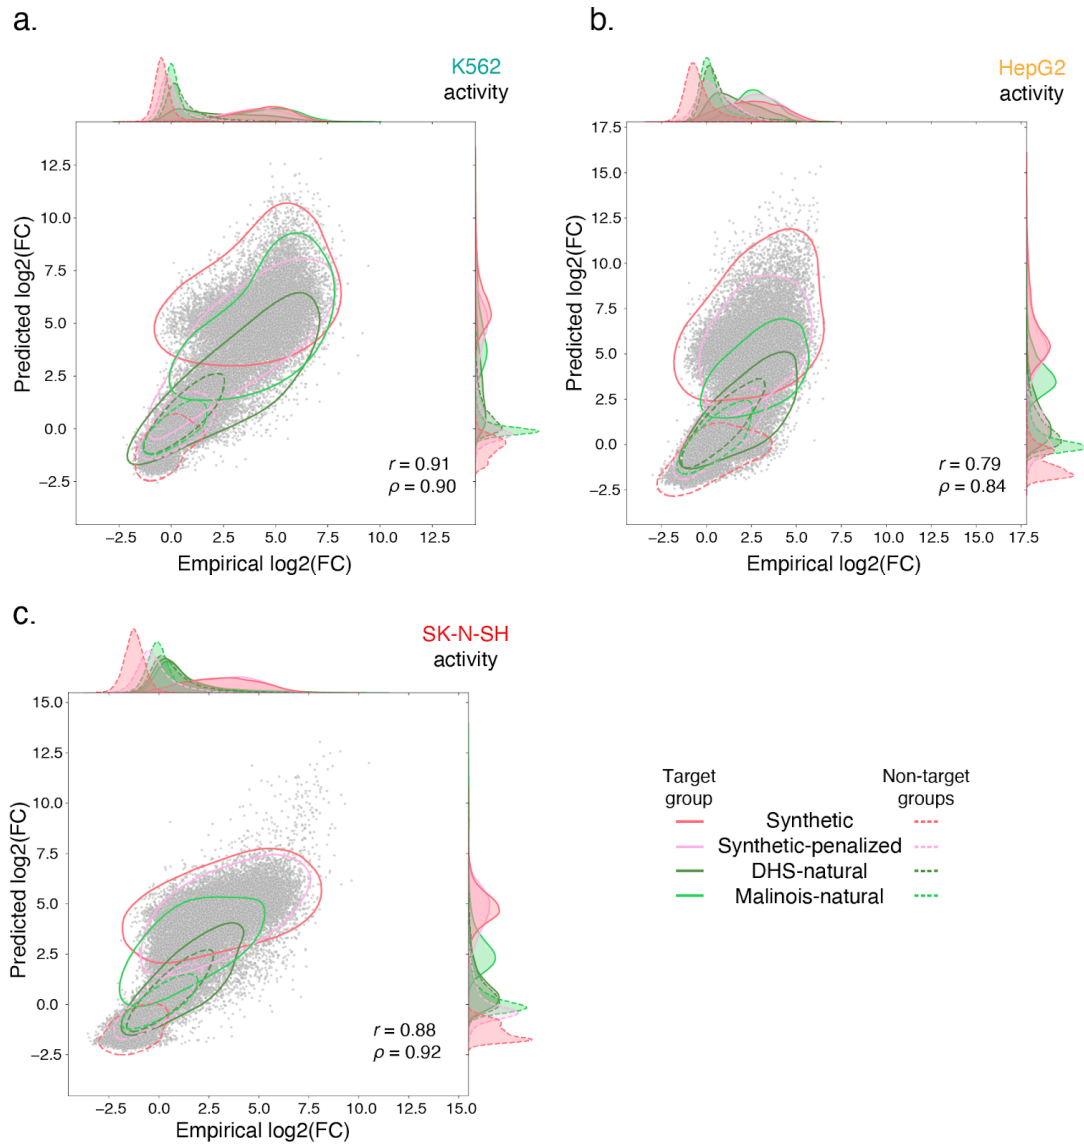 a.
K562
activity
12.5
10.0
7.5
5.0
2.5
0.0
−2.5
Predicted log2(FC)
r = 0.91
ρ = 0.90
−2.5 0.0 2.5 5.0 7.5 10.0 12.5
Empirical log2(FC)
b.
HepG2
activity
17.5
15.0
12.5
10.0
7.5
5.0
2.5
0.0
−2.5
Predicted log2(FC)
r = 0.79
ρ = 0.84
−2.5 0.0 2.5 5.0 7.5 10.0 12.5 15.0 17.5
Empirical log2(FC)
c.
SK-N-SH
activity
15.0
12.5
10.0
7.5
5.0
2.5
0.0
−2.5
Predicted log2(FC)
r = 0.88
ρ = 0.92
−2.5 0.0 2.5 5.0 7.5 10.0 12.5 15.0
Empirical log2(FC)
Target Non-target
group groups
Synthetic
Synthetic-penalized
DHS-natural
Malinois-natural